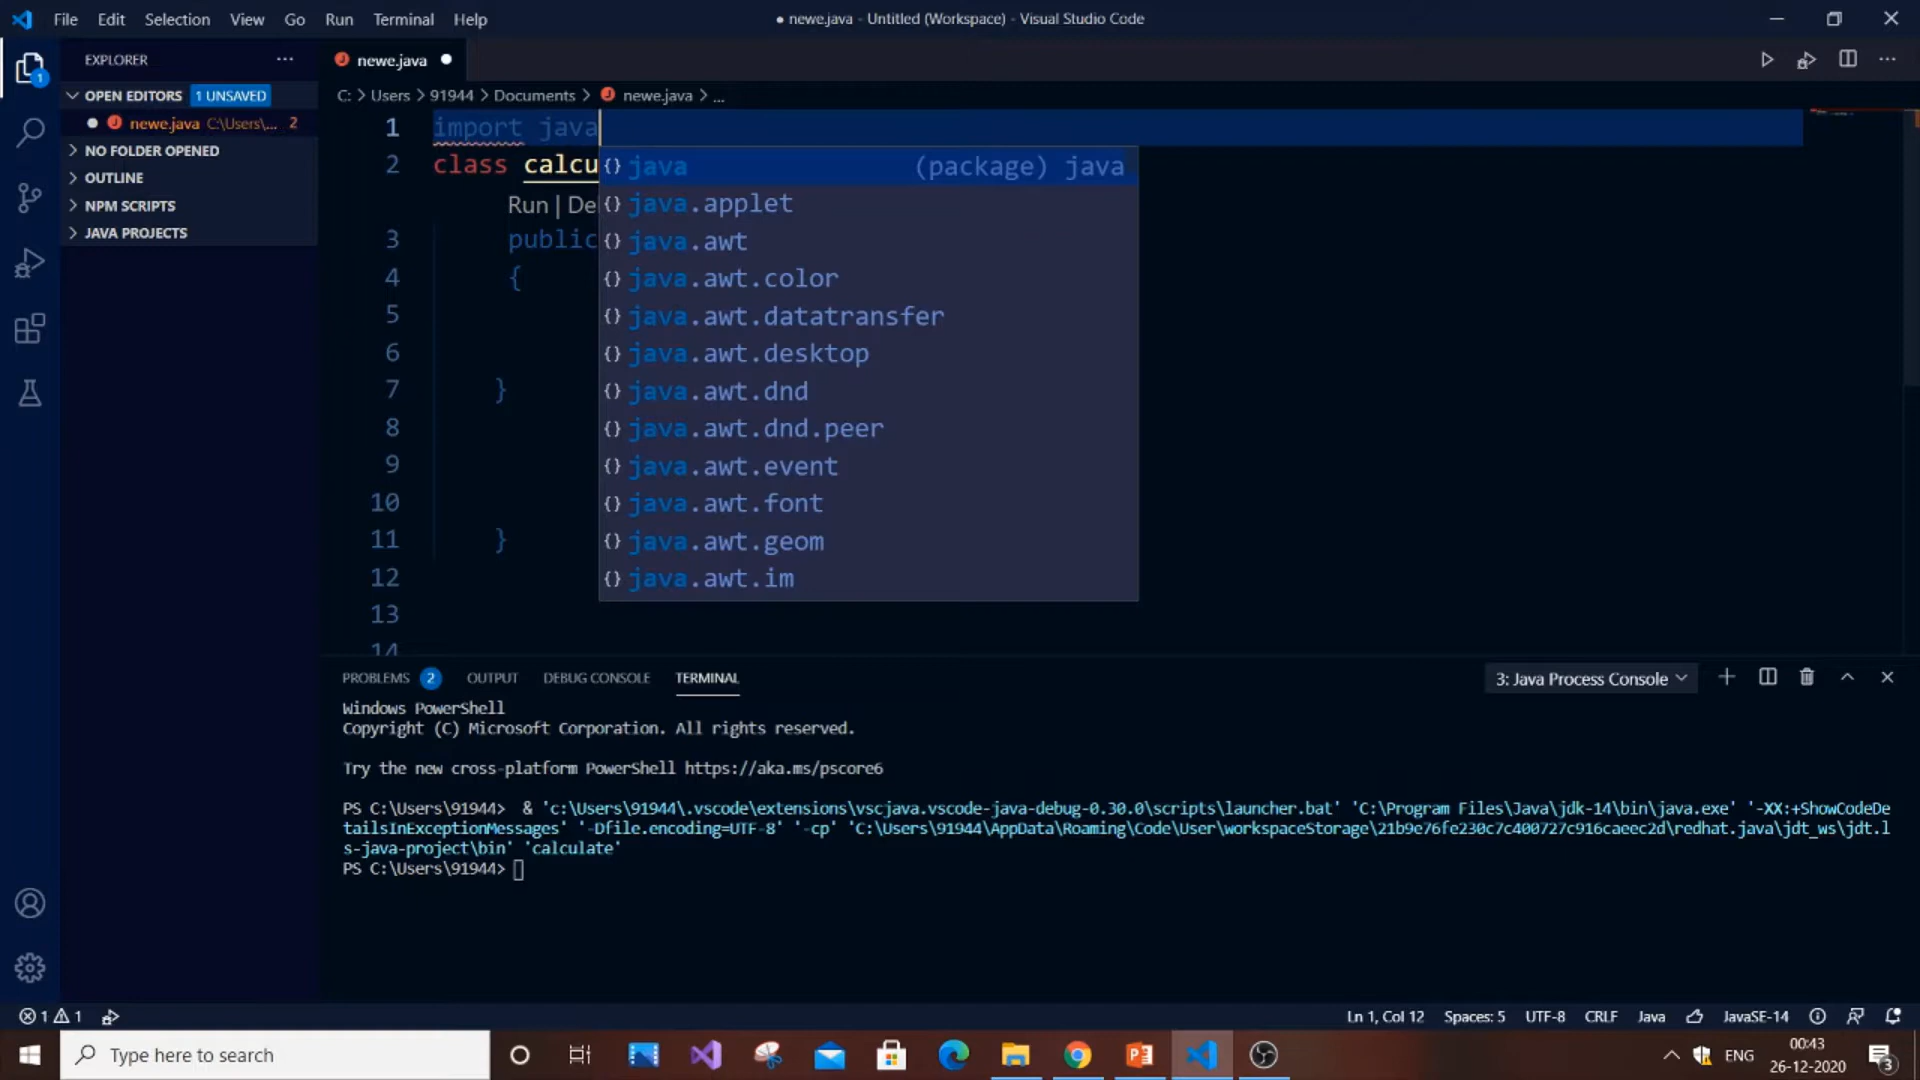 File Edit Selection View Go Run Terminal Help
● newe.java - Untitled (Workspace) - Visual Studio Code
EXPLORER
newe.java
1
OPEN EDITORS 1 UNSAVED
newe.java C:\Users\... 2
NO FOLDER OPENED
OUTLINE
NPM SCRIPTS
JAVA PROJECTS
C: > Users > 91944 > Documents > newe.java > ...
1 import java
2 class calcu
Run | De
3 public
4 {
5
6
7 }
8
9
10
11 }
12
13
14
{} java (package) java
{} java.applet
{} java.awt
{} java.awt.color
{} java.awt.datatransfer
{} java.awt.desktop
{} java.awt.dnd
{} java.awt.dnd.peer
{} java.awt.event
{} java.awt.font
{} java.awt.geom
{} java.awt.im
PROBLEMS 2 OUTPUT DEBUG CONSOLE TERMINAL
3: Java Process Console
Windows PowerShell
Copyright (C) Microsoft Corporation. All rights reserved.
Try the new cross-platform PowerShell https://aka.ms/pscore6
PS C:\Users\91944>  & 'c:\Users\91944\.vscode\extensions\vscjava.vscode-java-debug-0.30.0\scripts\launcher.bat' 'C:\Program Files\Java\jdk-14\bin\java.exe' '-XX:+ShowCodeDe
tailsInExceptionMessages' '-Dfile.encoding=UTF-8' '-cp' 'C:\Users\91944\AppData\Roaming\Code\User\workspaceStorage\21b9e76fe230c7c400727c916caeec2d\redhat.java\jdt_ws\jdt.l
s-java-project\bin' 'calculate'
PS C:\Users\91944>
1 1
Ln 1, Col 12 Spaces: 5 UTF-8 CRLF Java JavaSE-14
Type here to search
ENG
00:43
26-12-2020
3